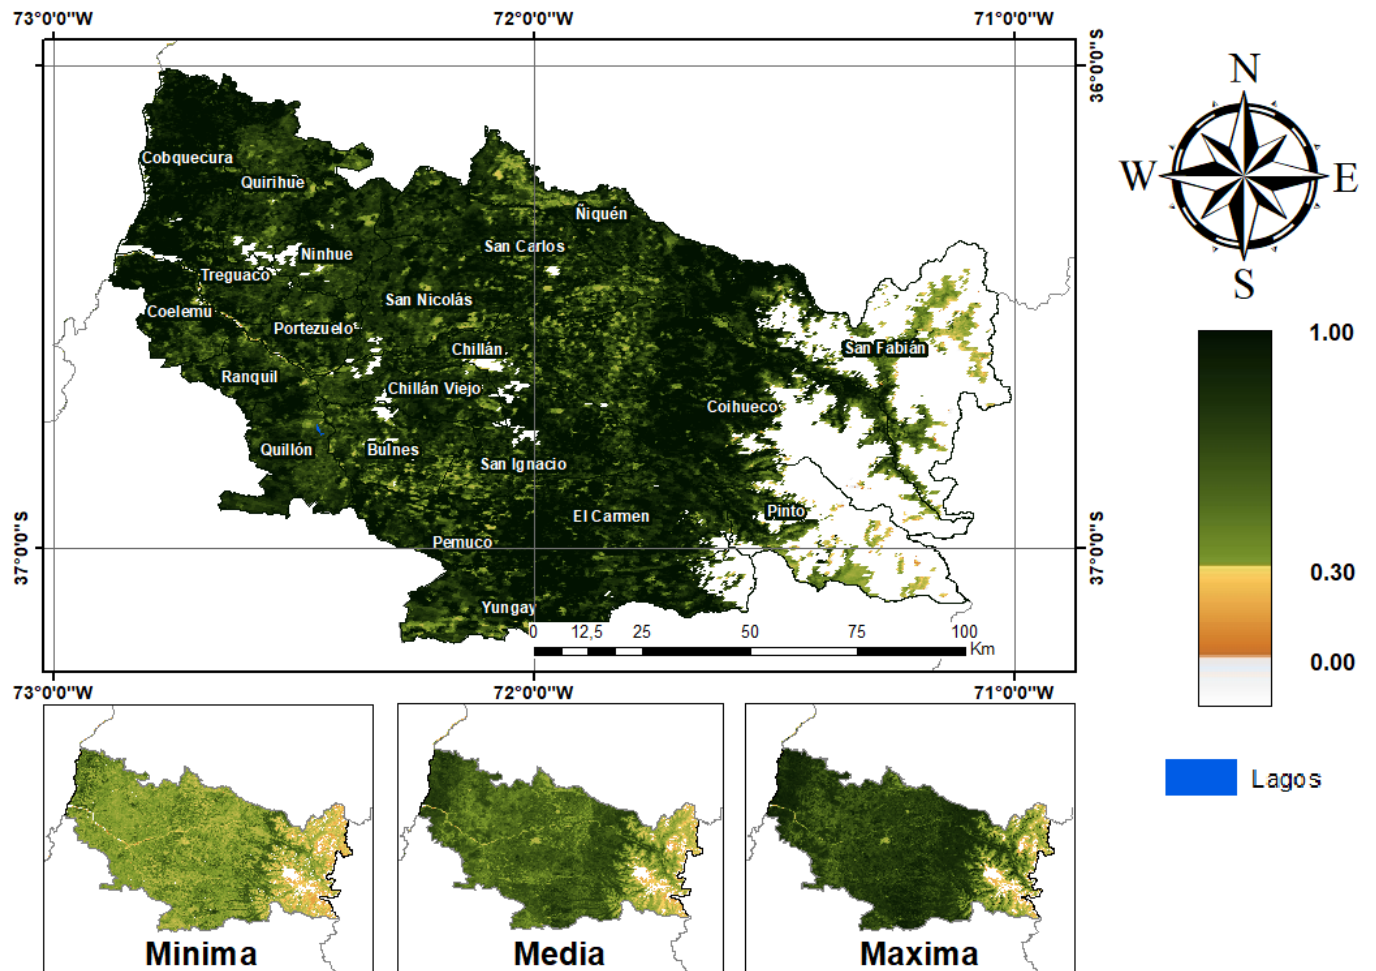 73°0'0"W 72°0'0"W 71°0'0"W
36°0'0"S
N
W E
S
Cobquecura
Quirihue
Ñiquén
San Carlos
Ninhue
Treguaco
San Nicolás
Coelemu
Portezuelo
Chillán
San Fabián
Ranquil
Chillán Viejo
Coihueco
Quillón
Bulnes
San Ignacio
Pinto
El Carmen
Pemuco
37°0'0"S 37°0'0"S
Yungay
0 12,5 25 50 75 100
Km
73°0'0"W 72°0'0"W 71°0'0"W
1.00
0.30
0.00
Lagos
Minima Media Maxima